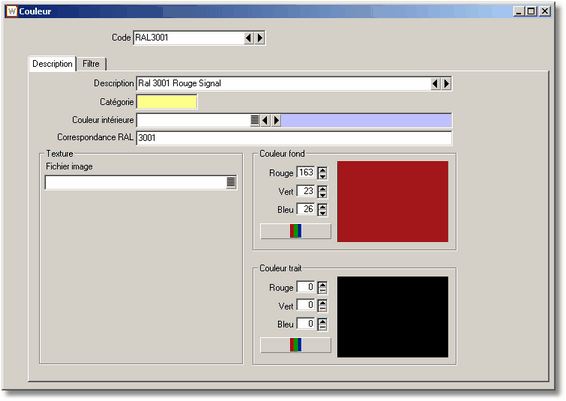 Couleur
Code RAL3001
Description Filtre
Description Ral 3001 Rouge Signal
Catégorie
Couleur intérieure
Correspondance RAL 3001
Texture
Fichier image
Couleur fond
Rouge 163
Vert 23
Bleu 26
Couleur trait
Rouge 0
Vert 0
Bleu 0